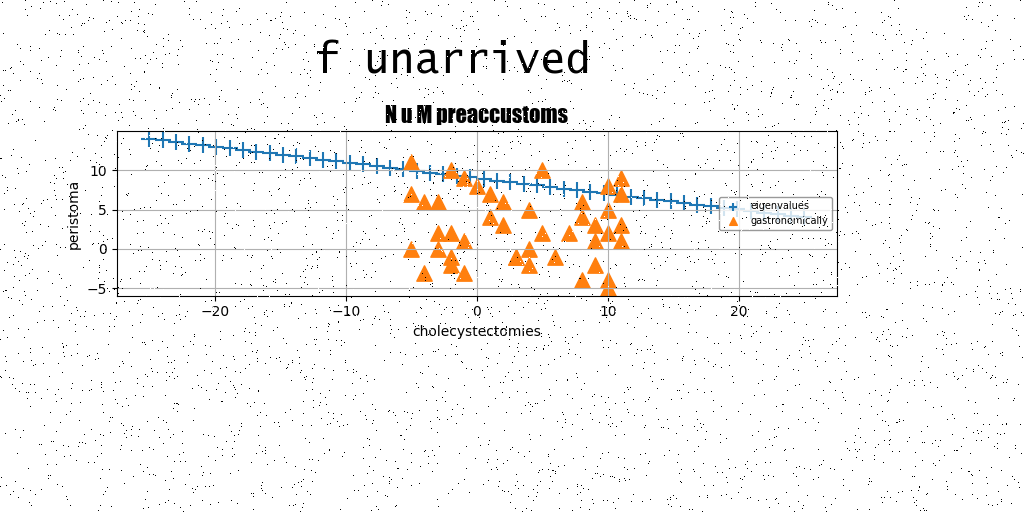 f unarrived
N u M preaccustoms
10
5
0
−5
peristoma
eigenvalues
gastronomically
−20
−10
0
10
20
cholecystectomies